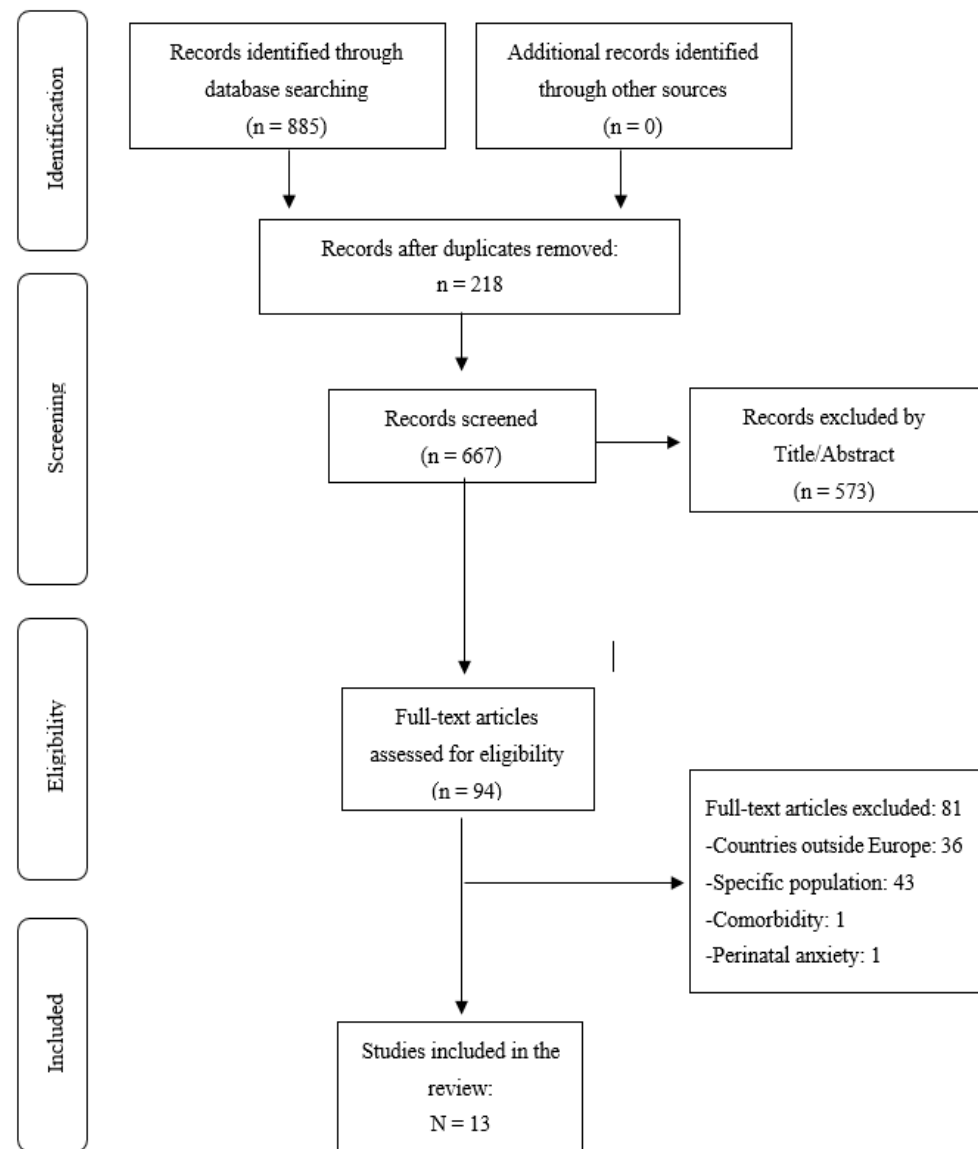 Identification
Records identified through
database searching
(n = 885)
Additional records identified
through other sources
(n = 0)
Records after duplicates removed:
n = 218
Screening
Records screened
(n = 667)
Records excluded by
Title/Abstract
(n = 573)
Eligibility
Full-text articles
assessed for eligibility
(n = 94)
Full-text articles excluded: 81
-Countries outside Europe: 36
-Specific population: 43
-Comorbidity: 1
-Perinatal anxiety: 1
Included
Studies included in the
review:
N = 13